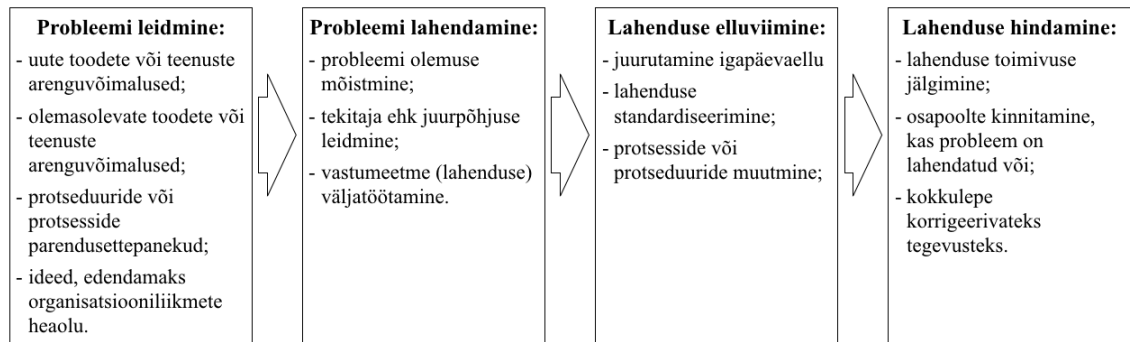 Probleemi leidmine:
- uute toodete või teenuste
arenguvõimalused;
- olemasolevate toodete või
teenuste
arenguvõimalused;
- protseduuride või
protsesside
parendusettepanekud;
- ideed, edendamaks
organisatsiooniliikmete
heaolu.
Probleemi lahendamine:
- probleemi olemuse
mõistmine;
- tekitaja ehk juurpõhjuse
leidmine;
- vastumeetme (lahenduse)
väljatöötamine.
Lahenduse elluviimine:
- juurutamine igapäevaellu
- lahenduse
standardiseerimine;
- protsesside või
protseduuride muutmine;
Lahenduse hindamine:
- lahenduse toimivuse
jälgimine;
- osapoolte kinnitamine,
kas probleem on
lahendatud või;
- kokkulepe
korrigeerivateks
tegevusteks.